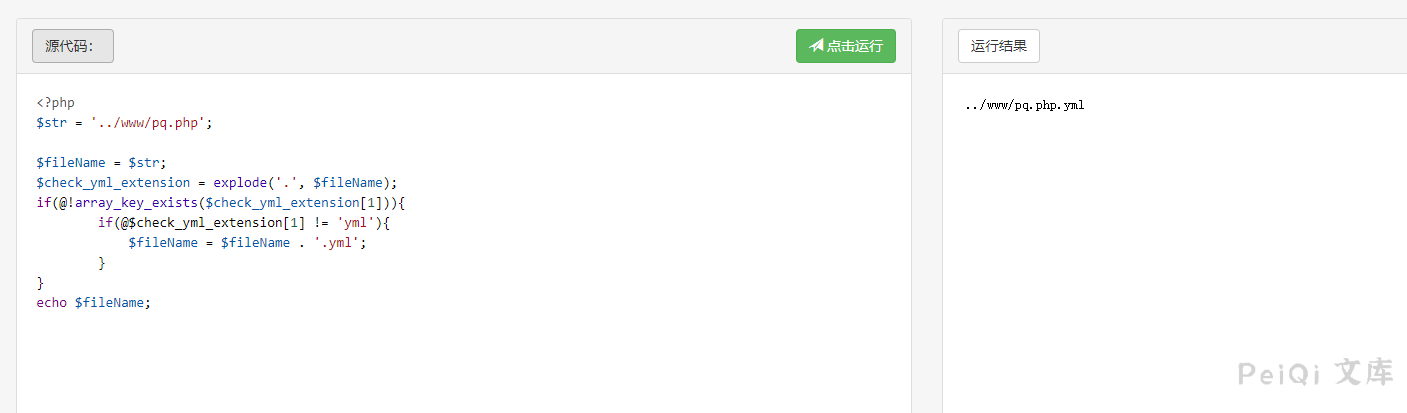 源代码：
点击运行
运行结果
<?php
$str = '../www/pq.php';
$fileName = $str;
$check_yml_extension = explode('.', $fileName);
if(@!array_key_exists($check_yml_extension[1])){
if(@$check_yml_extension[1] != 'yml'){
$fileName = $fileName . '.yml';
}
}
echo $fileName;
../www/pq.php.yml
PeiQi 文库